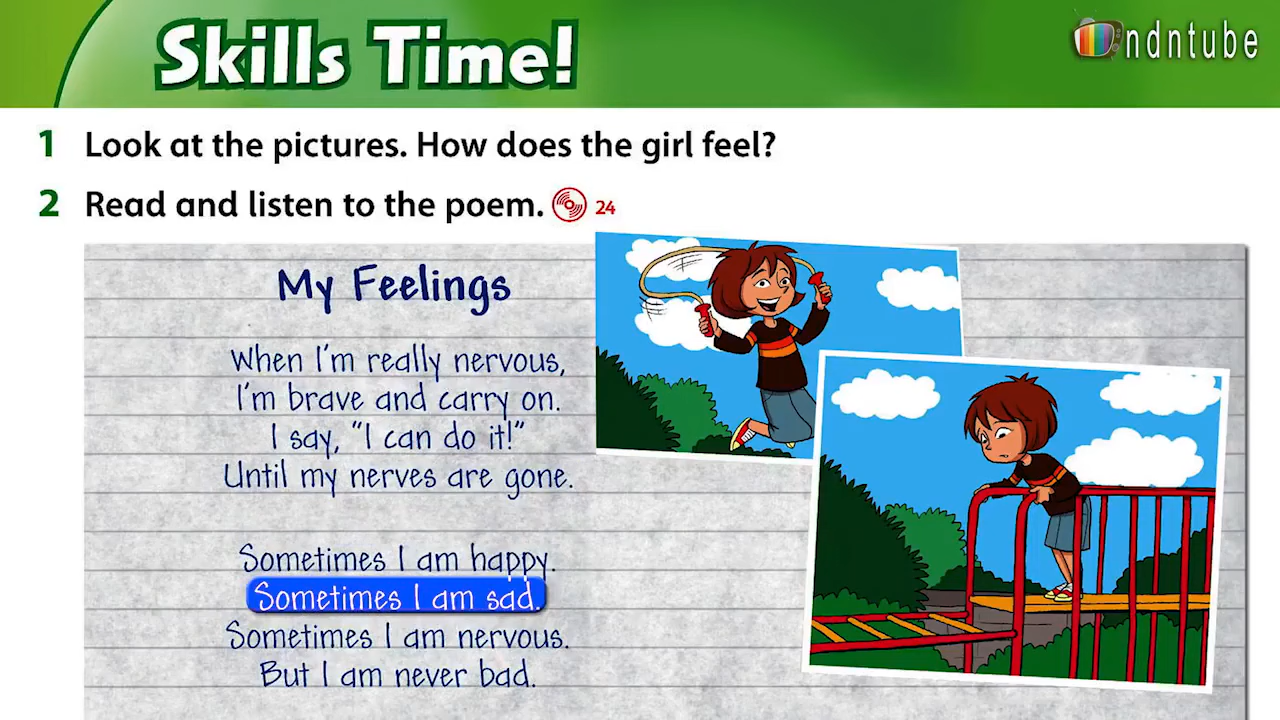 Skills Time!
ndntube
1 Look at the pictures. How does the girl feel?
2 Read and listen to the poem. 24
My Feelings
When I'm really nervous,
I'm brave and carry on.
I say, "I can do it!"
Until my nerves are gone.
Sometimes I am happy.
Sometimes I am sad.
Sometimes I am nervous.
But I am never bad.